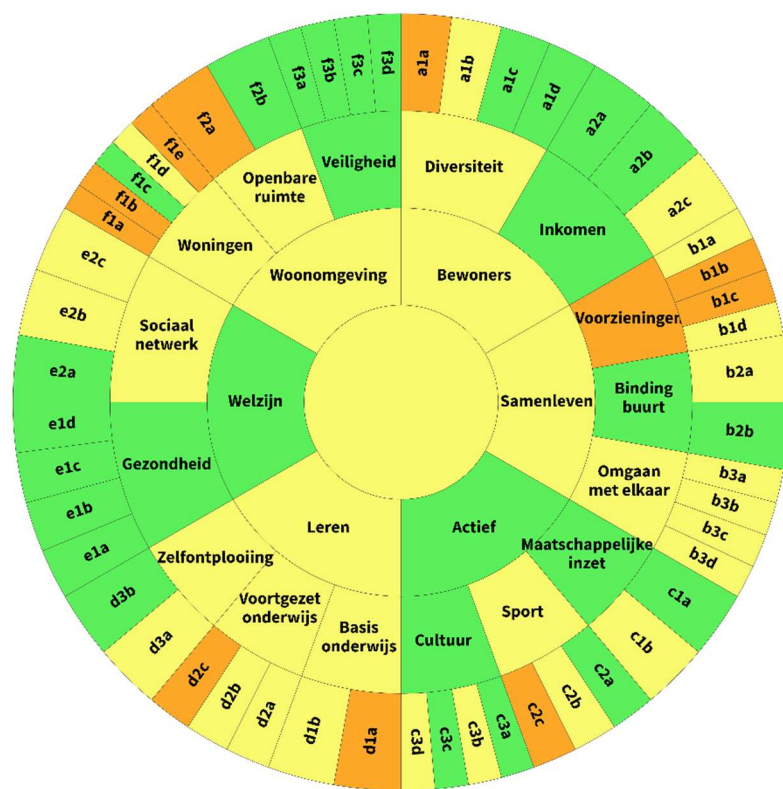 a1a
a1b
a1c
a1d
a2a
a2b
a2c
b1a
b1b
b1c
b1d
b2a
b2b
b3a
b3b
b3c
b3d
c1a
c1b
c2a
c2b
c2c
c3a
c3b
c3c
c3d
d1a
d1b
d2a
d2b
d2c
d3a
d3b
e1a
e1b
e1c
e1d
e2a
e2b
e2c
f1a
f1b
f1c
f1d
f1e
f2a
f2b
f3a
f3b
f3c
f3d
Diversiteit
Inkomen
Voorzieningen
Binding
buurt
Omgaan
met elkaar
Maatschappelijke
inzet
Sport
Cultuur
Basis
onderwijs
Voortgezet
onderwijs
Zelfontplooiing
Gezondheid
Sociaal
netwerk
Woningen
Openbare
ruimte
Veiligheid
Bewoners
Samenleven
Actief
Leren
Welzijn
Woonomgeving